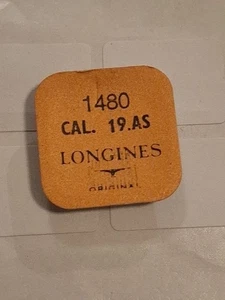 1480
CAL. 19.AS
LONGINES
ORIGINAL